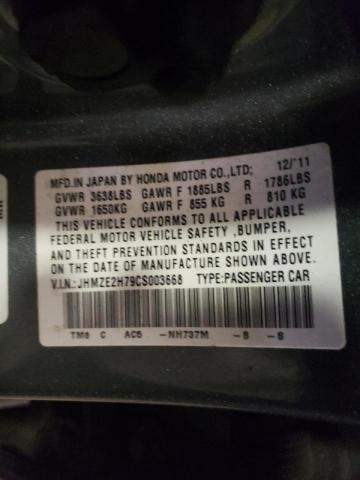 MFD.IN JAPAN BY HONDA MOTOR CO.,LTD; 12/'11
GVWR 3638LBS GAWR F 1885LBS R 1786LBS
GVWR 1650KG GAWR F 855 KG R 810 KG
THIS VEHICLE CONFORMS TO ALL APPLICABLE
FEDERAL MOTOR VEHICLE SAFETY ,BUMPER,
AND THEFT PREVENTION STANDARDS IN EFFECT
ON THE DATE OF MANUFACTURE SHOWN ABOVE.
V.I.N.:JHMZE2H79CS003668 TYPE:PASSENGER CAR
TM8 C AC5 -NH737M -B -S